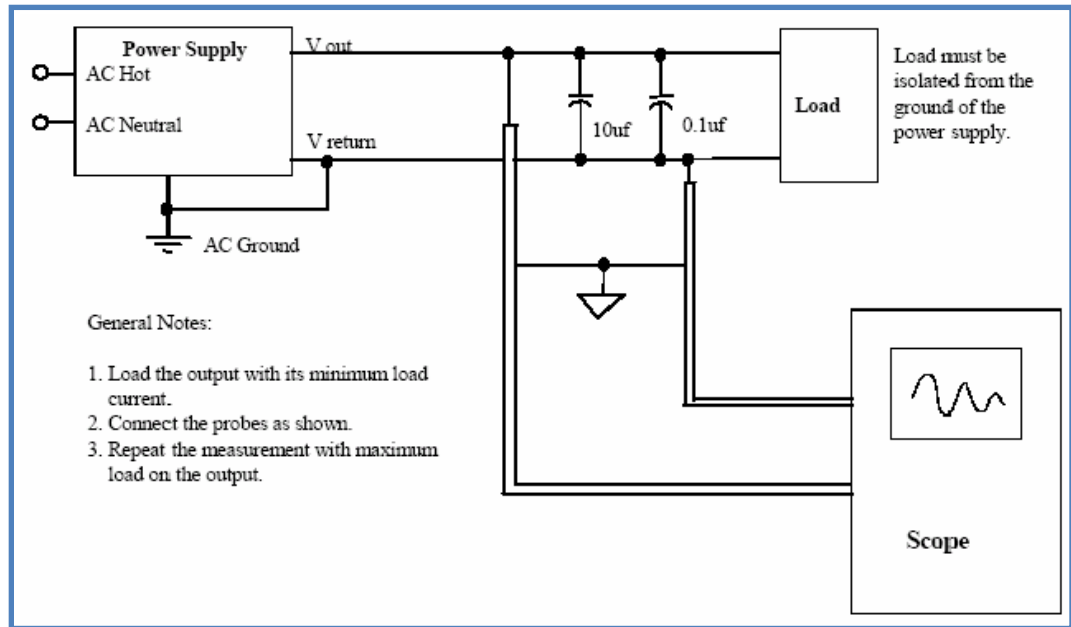 Power Supply
AC Hot
AC Neutral
V out
V return
AC Ground
10uf
0.1uf
Load
Load must be
isolated from the
ground of the
power supply.
General Notes:
1. Load the output with its minimum load
current.
2. Connect the probes as shown.
3. Repeat the measurement with maximum
load on the output.
Scope